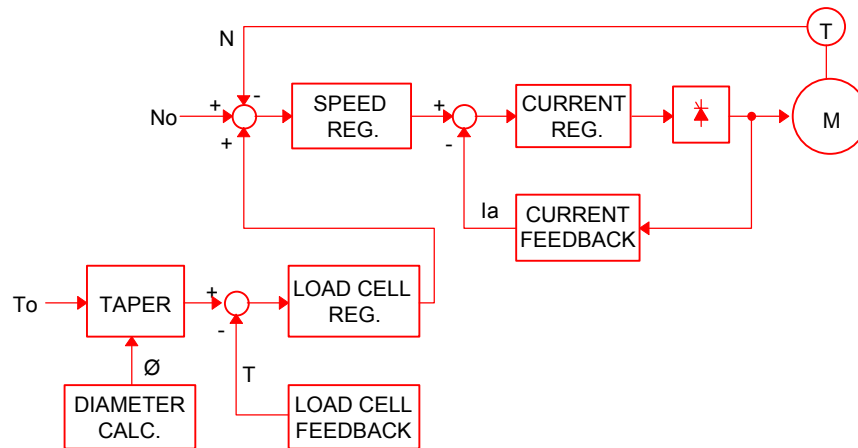 N
T
-
No
+
SPEED
REG.
+
CURRENT
REG.
M
+
-
Ia
CURRENT
FEEDBACK
To
TAPER
+
LOAD CELL
REG.
-
Ø
T
DIAMETER
CALC.
LOAD CELL
FEEDBACK